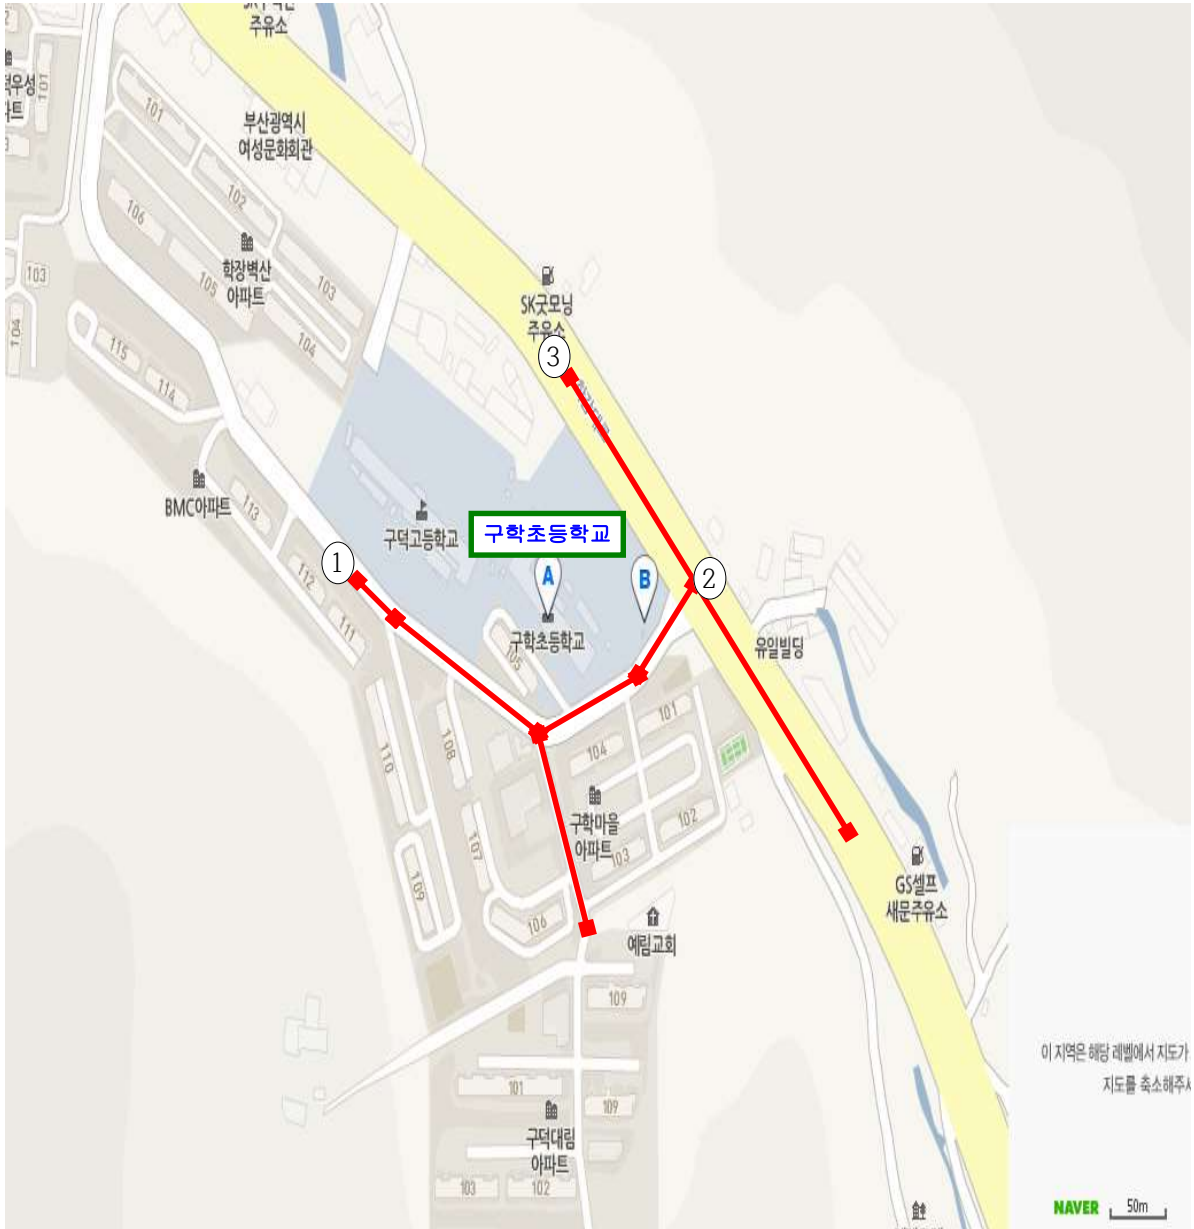 주유소
101
부산광역시
여성문화회관
101
102
106
103
학장벽산
아파트
105
103
104
104
SK굿모닝
주유소
③
115
114
BMC아파트
113
구덕고등학교
구학초등학교
①
②
A
B
112
111
구학초등학교
105
유일빌딩
101
110
108
104
구학마을
아파트
102
103
107
109
106
GS셀프
새문주유소
예림교회
109
이 지역은 해당 레벨에서 지도가
지도를 축소해주
101
109
구덕대림
아파트
103
102
NAVER
50m